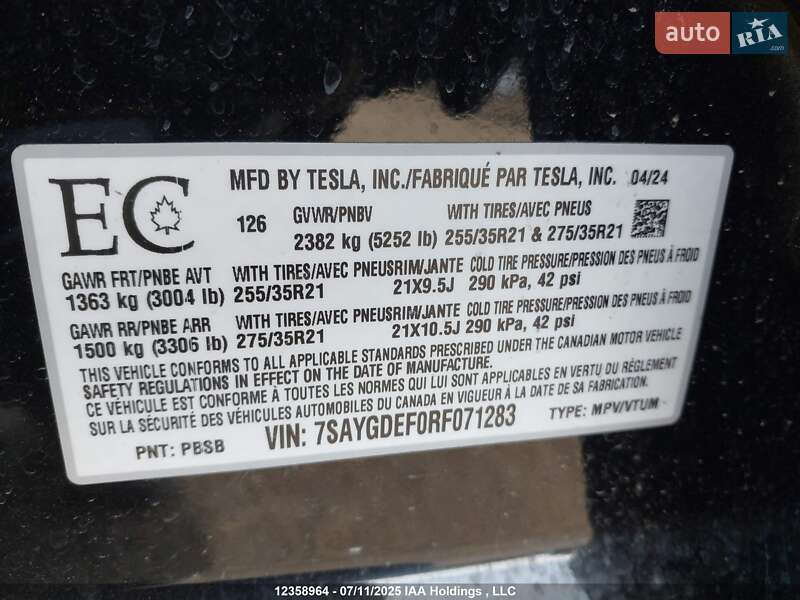 auto RIA.com
EC
MFD BY TESLA, INC./FABRIQUÉ PAR TESLA, INC. 04/24
126 GVWR/PNBV WITH TIRES/AVEC PNEUS
2382 kg (5252 lb) 255/35R21 & 275/35R21
GAWR FRT/PNBE AVT WITH TIRES/AVEC PNEUS RIM/JANTE COLD TIRE PRESSURE/PRESSION DES PNEUS À FROID
1363 kg (3004 lb) 255/35R21 21X9.5J 290 kPa, 42 psi
GAWR RR/PNBE ARR WITH TIRES/AVEC PNEUS RIM/JANTE COLD TIRE PRESSURE/PRESSION DES PNEUS À FROID
1500 kg (3306 lb) 275/35R21 21X10.5J 290 kPa, 42 psi
THIS VEHICLE CONFORMS TO ALL APPLICABLE STANDARDS PRESCRIBED UNDER THE CANADIAN MOTOR VEHICLE
SAFETY REGULATIONS IN EFFECT ON THE DATE OF MANUFACTURE.
CE VÉHICULE EST CONFORME À TOUTES LES NORMES QUI LUI SONT APPLICABLES EN VERTU DU RÈGLEMENT
SUR LA SÉCURITÉ DES VÉHICULES AUTOMOBILES DU CANADA EN VIGUEUR À LA DATE DE SA FABRICATION.
PNT: PBSB VIN: 7SAYGDEF0RF071283 TYPE: MPV/VTUM
12358964 - 07/11/2025 IAA Holdings , LLC